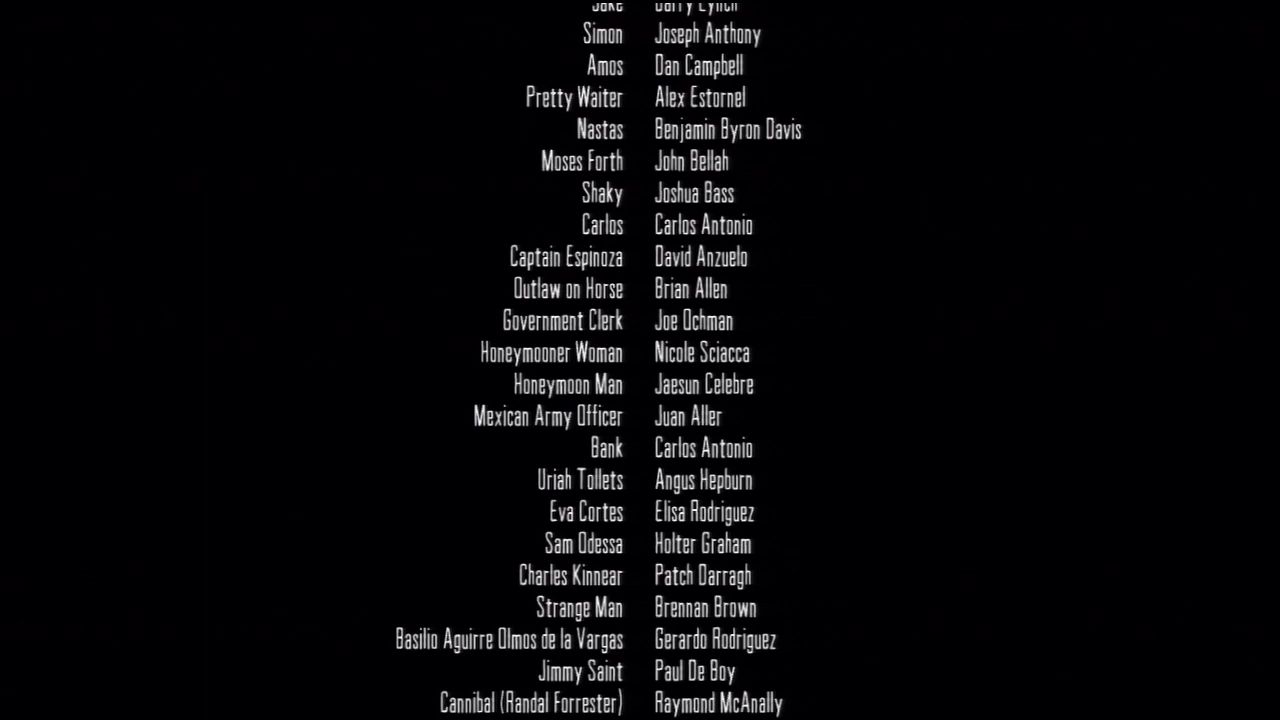 Simon Joseph Anthony
Amos Dan Campbell
Pretty Waiter Alex Estornel
Nastas Benjamin Byron Davis
Moses Forth John Bellah
Shaky Joshua Bass
Carlos Carlos Antonio
Captain Espinoza David Anzuelo
Outlaw on Horse Brian Allen
Government Clerk Joe Ochman
Honeymooner Woman Nicole Sciacca
Honeymoon Man Jaesun Celebre
Mexican Army Officer Juan Aller
Bank Carlos Antonio
Uriah Tollets Angus Hepburn
Eva Cortes Elisa Rodriguez
Sam Odessa Holter Graham
Charles Kinnear Patch Darragh
Strange Man Brennan Brown
Basilio Aguirre Olmos de la Vargas Gerardo Rodriguez
Jimmy Saint Paul De Boy
Cannibal (Randal Forrester) Raymond McAnally